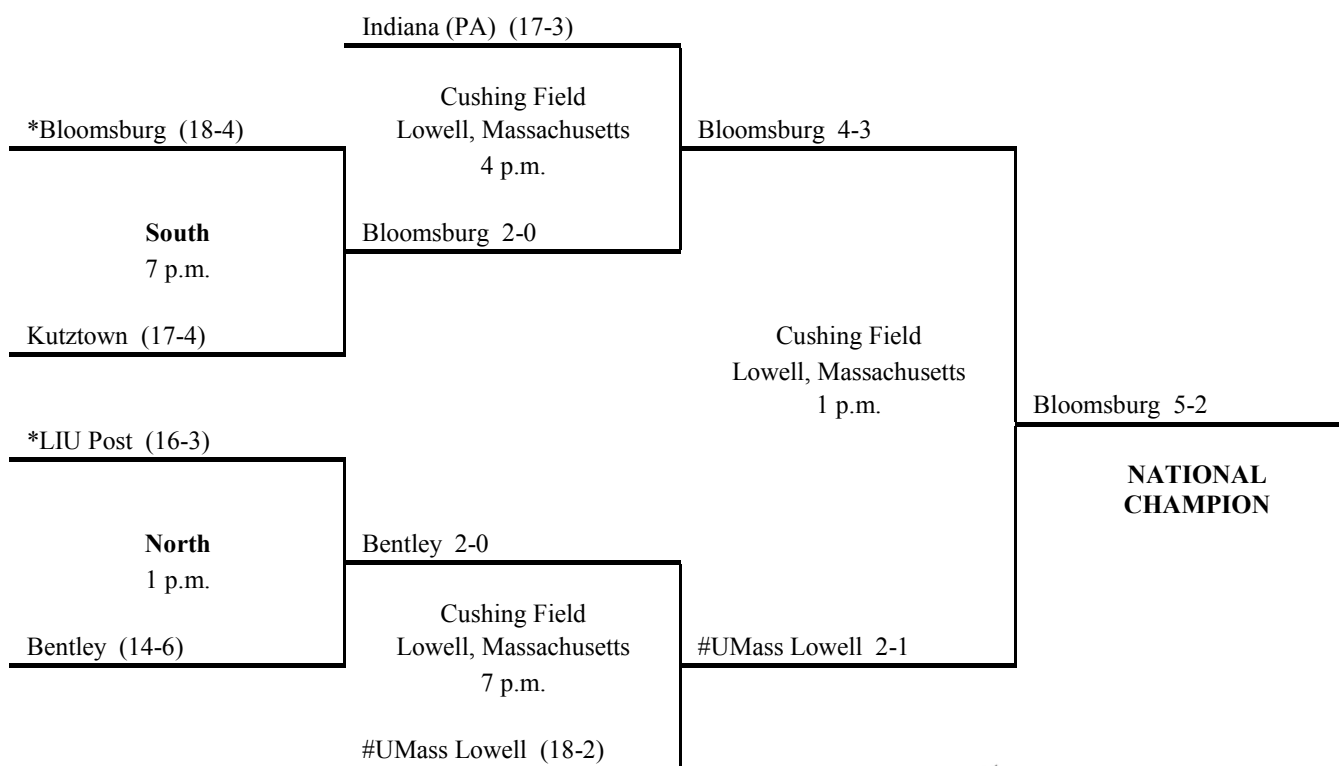 Indiana (PA) (17-3)
Cushing Field
Lowell, Massachusetts
4 p.m.
*Bloomsburg (18-4)
Bloomsburg 4-3
South
7 p.m.
Bloomsburg 2-0
Kutztown (17-4)
Cushing Field
Lowell, Massachusetts
1 p.m.
Bloomsburg 5-2
*LIU Post (16-3)
NATIONAL
CHAMPION
North
1 p.m.
Bentley 2-0
Cushing Field
Lowell, Massachusetts
7 p.m.
Bentley (14-6)
#UMass Lowell 2-1
#UMass Lowell (18-2)